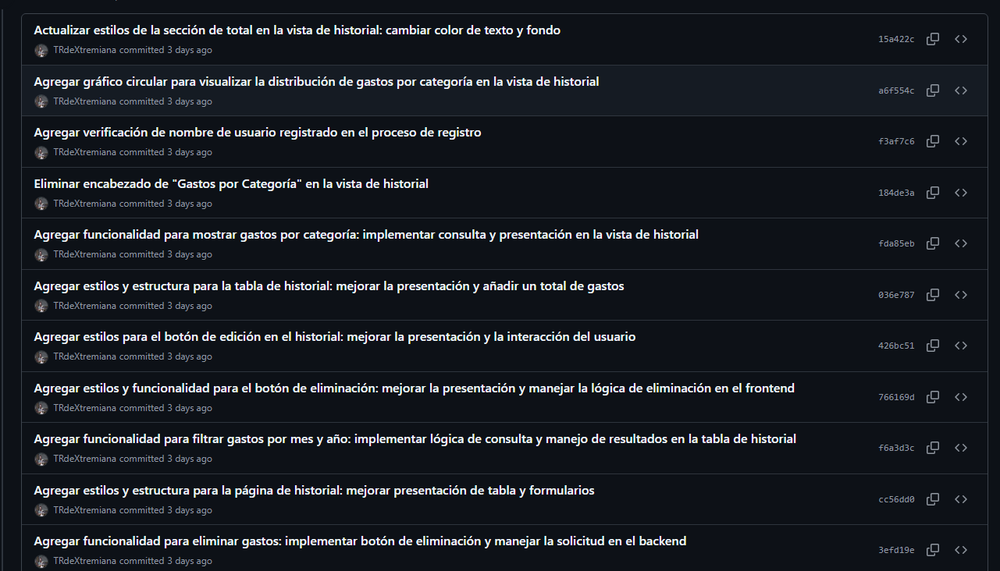 Actualizar estilos de la sección de total en la vista de historial: cambiar color de texto y fondo
TRdeXtremiana committed 3 days ago
15a422c
Agregar gráfico circular para visualizar la distribución de gastos por categoría en la vista de historial
TRdeXtremiana committed 3 days ago
a6f554c
Agregar verificación de nombre de usuario registrado en el proceso de registro
TRdeXtremiana committed 3 days ago
f3af7c6
Eliminar encabezado de "Gastos por Categoría" en la vista de historial
TRdeXtremiana committed 3 days ago
184de3a
Agregar funcionalidad para mostrar gastos por categoría: implementar consulta y presentación en la vista de historial
TRdeXtremiana committed 3 days ago
fda85eb
Agregar estilos y estructura para la tabla de historial: mejorar la presentación y añadir un total de gastos
TRdeXtremiana committed 3 days ago
036e787
Agregar estilos para el botón de edición en el historial: mejorar la presentación y la interacción del usuario
TRdeXtremiana committed 3 days ago
426bc51
Agregar estilos y funcionalidad para el botón de eliminación: mejorar la presentación y manejar la lógica de eliminación en el frontend
TRdeXtremiana committed 3 days ago
766169d
Agregar funcionalidad para filtrar gastos por mes y año: implementar lógica de consulta y manejo de resultados en la tabla de historial
TRdeXtremiana committed 3 days ago
f6a3d3c
Agregar estilos y estructura para la página de historial: mejorar presentación de tabla y formularios
TRdeXtremiana committed 3 days ago
cc56dd0
Agregar funcionalidad para eliminar gastos: implementar botón de eliminación y manejar la solicitud en el backend
TRdeXtremiana committed 3 days ago
3efd19e